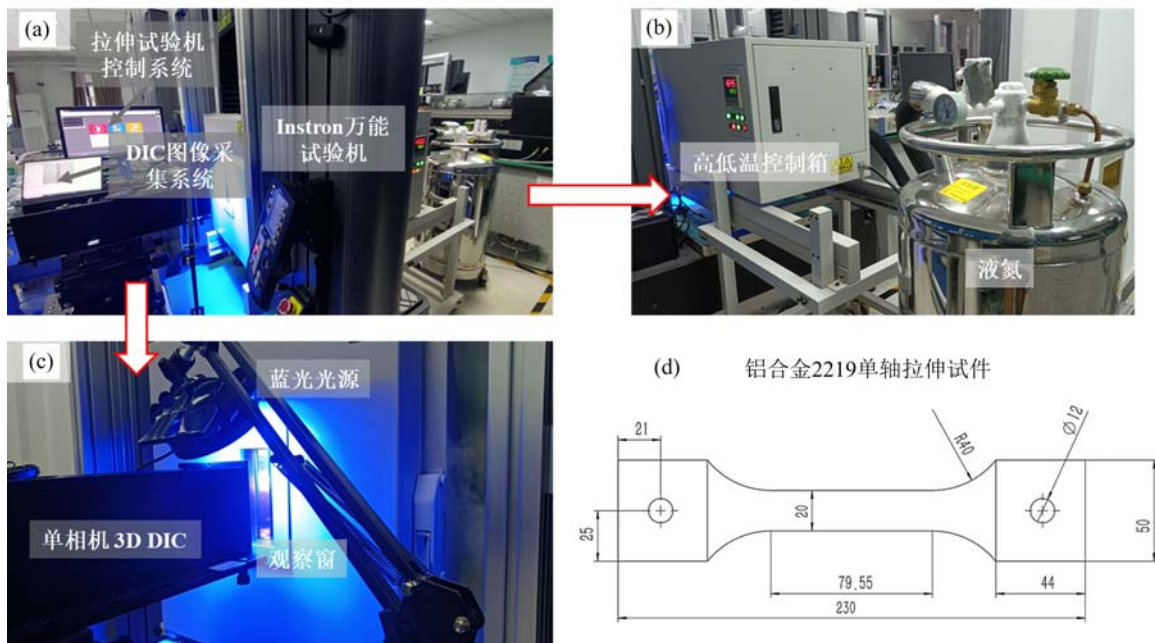 (a)
拉伸试验机
控制系统
DIC图像采
集系统
Instron万能
试验机
(b)
高低温控制箱
液氮
(c)
蓝光光源
单相机 3D DIC
观察窗
(d) 铝合金2219单轴拉伸试件
21
R40
∅12
25
20
50
79.55
44
230